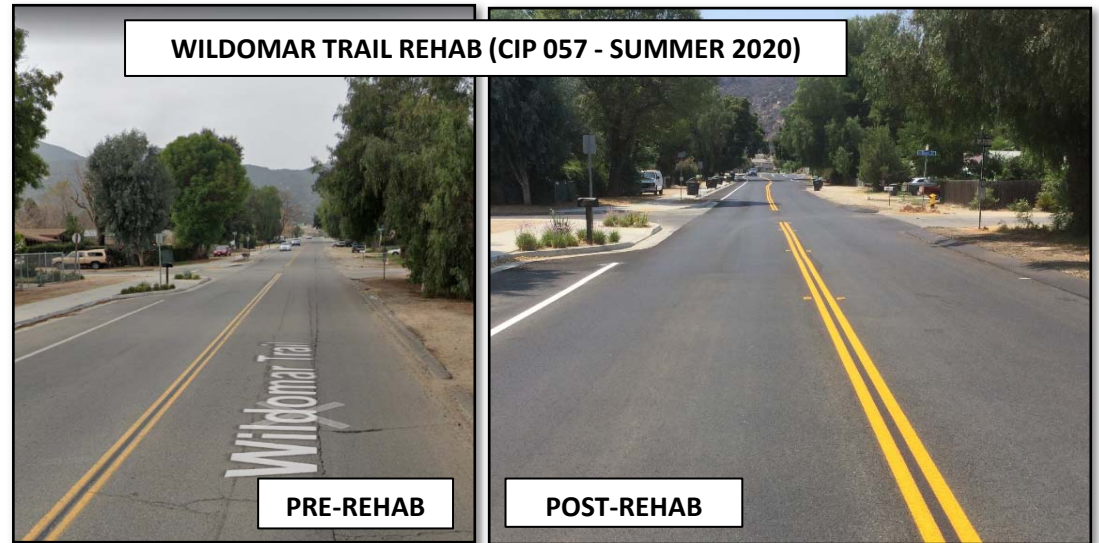 WILDOMAR TRAIL REHAB (CIP 057 - SUMMER 2020)
Wildomar Trail
PRE-REHAB
POST-REHAB